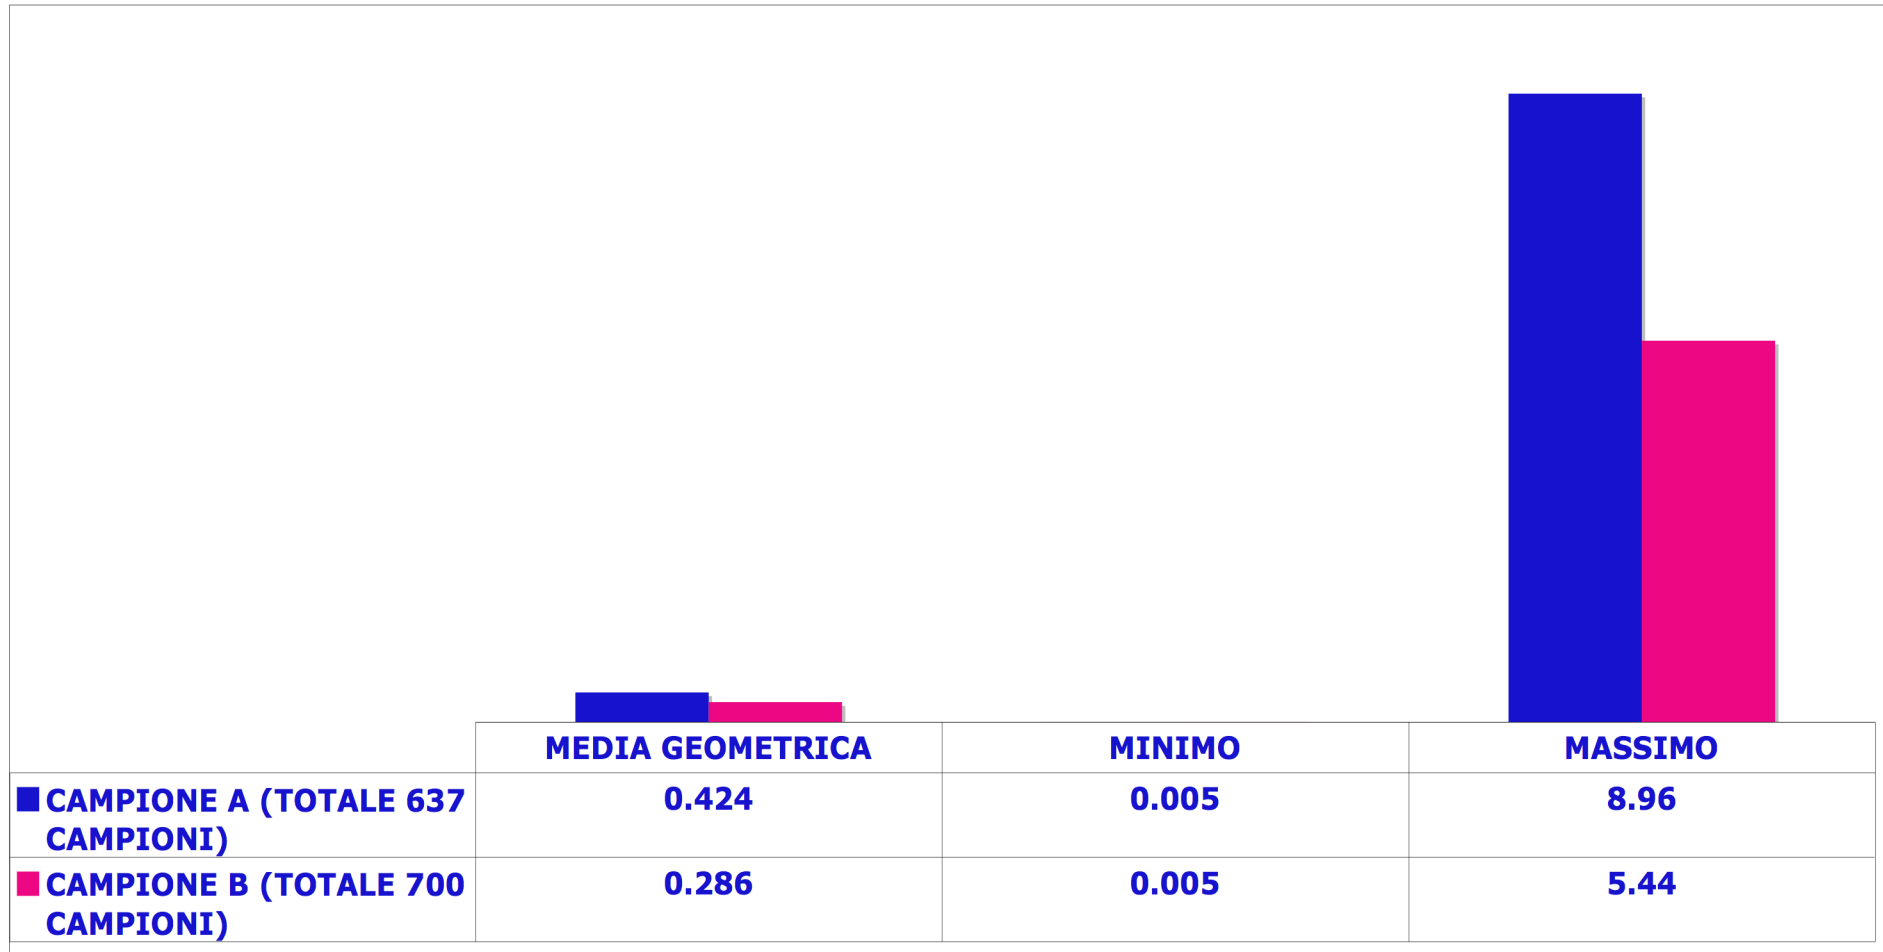 MEDIA GEOMETRICA MINIMO MASSIMO
CAMPIONE A (TOTALE 637 0.424 0.005 8.96
CAMPIONI)
CAMPIONE B (TOTALE 700 0.286 0.005 5.44
CAMPIONI)